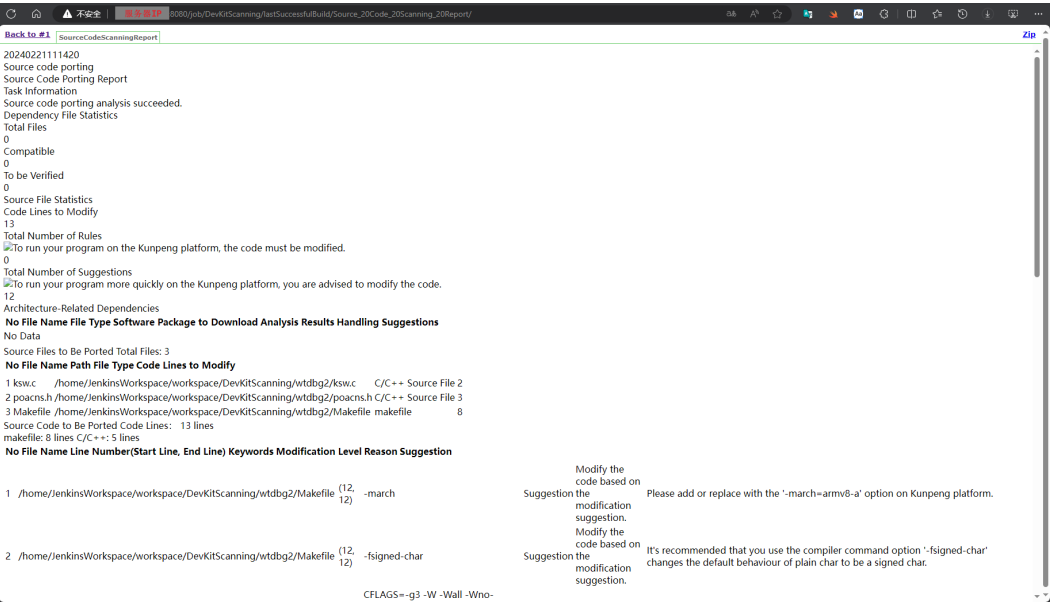 不安全
服务器IP :8080/job/DevKitScanning/lastSuccessfulBuild/Source_20Code_20Scanning_20Report/
Back to #1
SourceCodeScanningReport
Zip
20240221111420
Source code porting
Source Code Porting Report
Task Information
Source code porting analysis succeeded.
Dependency File Statistics
Total Files
0
Compatible
0
To be Verified
0
Source File Statistics
Code Lines to Modify
13
Total Number of Rules
To run your program on the Kunpeng platform, the code must be modified.
0
Total Number of Suggestions
To run your program more quickly on the Kunpeng platform, you are advised to modify the code.
12
Architecture-Related Dependencies
No File Name File Type Software Package to Download Analysis Results Handling Suggestions
No Data
Source Files to Be Ported Total Files: 3
No File Name Path File Type Code Lines to Modify
1 ksw.c /home/JenkinsWorkspace/workspace/DevKitScanning/wtdbg2/ksw.c C/C++ Source File 2
2 poacns.h /home/JenkinsWorkspace/workspace/DevKitScanning/wtdbg2/poacns.h C/C++ Source File 3
3 Makefile /home/JenkinsWorkspace/workspace/DevKitScanning/wtdbg2/Makefile makefile 8
Source Code to Be Ported Code Lines: 13 lines
makefile: 8 lines C/C++: 5 lines
No File Name Line Number(Start Line, End Line) Keywords Modification Level Reason Suggestion
1 /home/JenkinsWorkspace/workspace/DevKitScanning/wtdbg2/Makefile
(12,
12)
-march
Suggestion
Modify the
code based on
the
modification
suggestion.
Please add or replace with the '-march=armv8-a' option on Kunpeng platform.
2 /home/JenkinsWorkspace/workspace/DevKitScanning/wtdbg2/Makefile
(12,
12)
-fsigned-char
Suggestion
Modify the
code based on
the
modification
suggestion.
It's recommended that you use the compiler command option '-fsigned-char'
changes the default behaviour of plain char to be a signed char.
CFLAGS=-g3 -W -Wall -Wno-